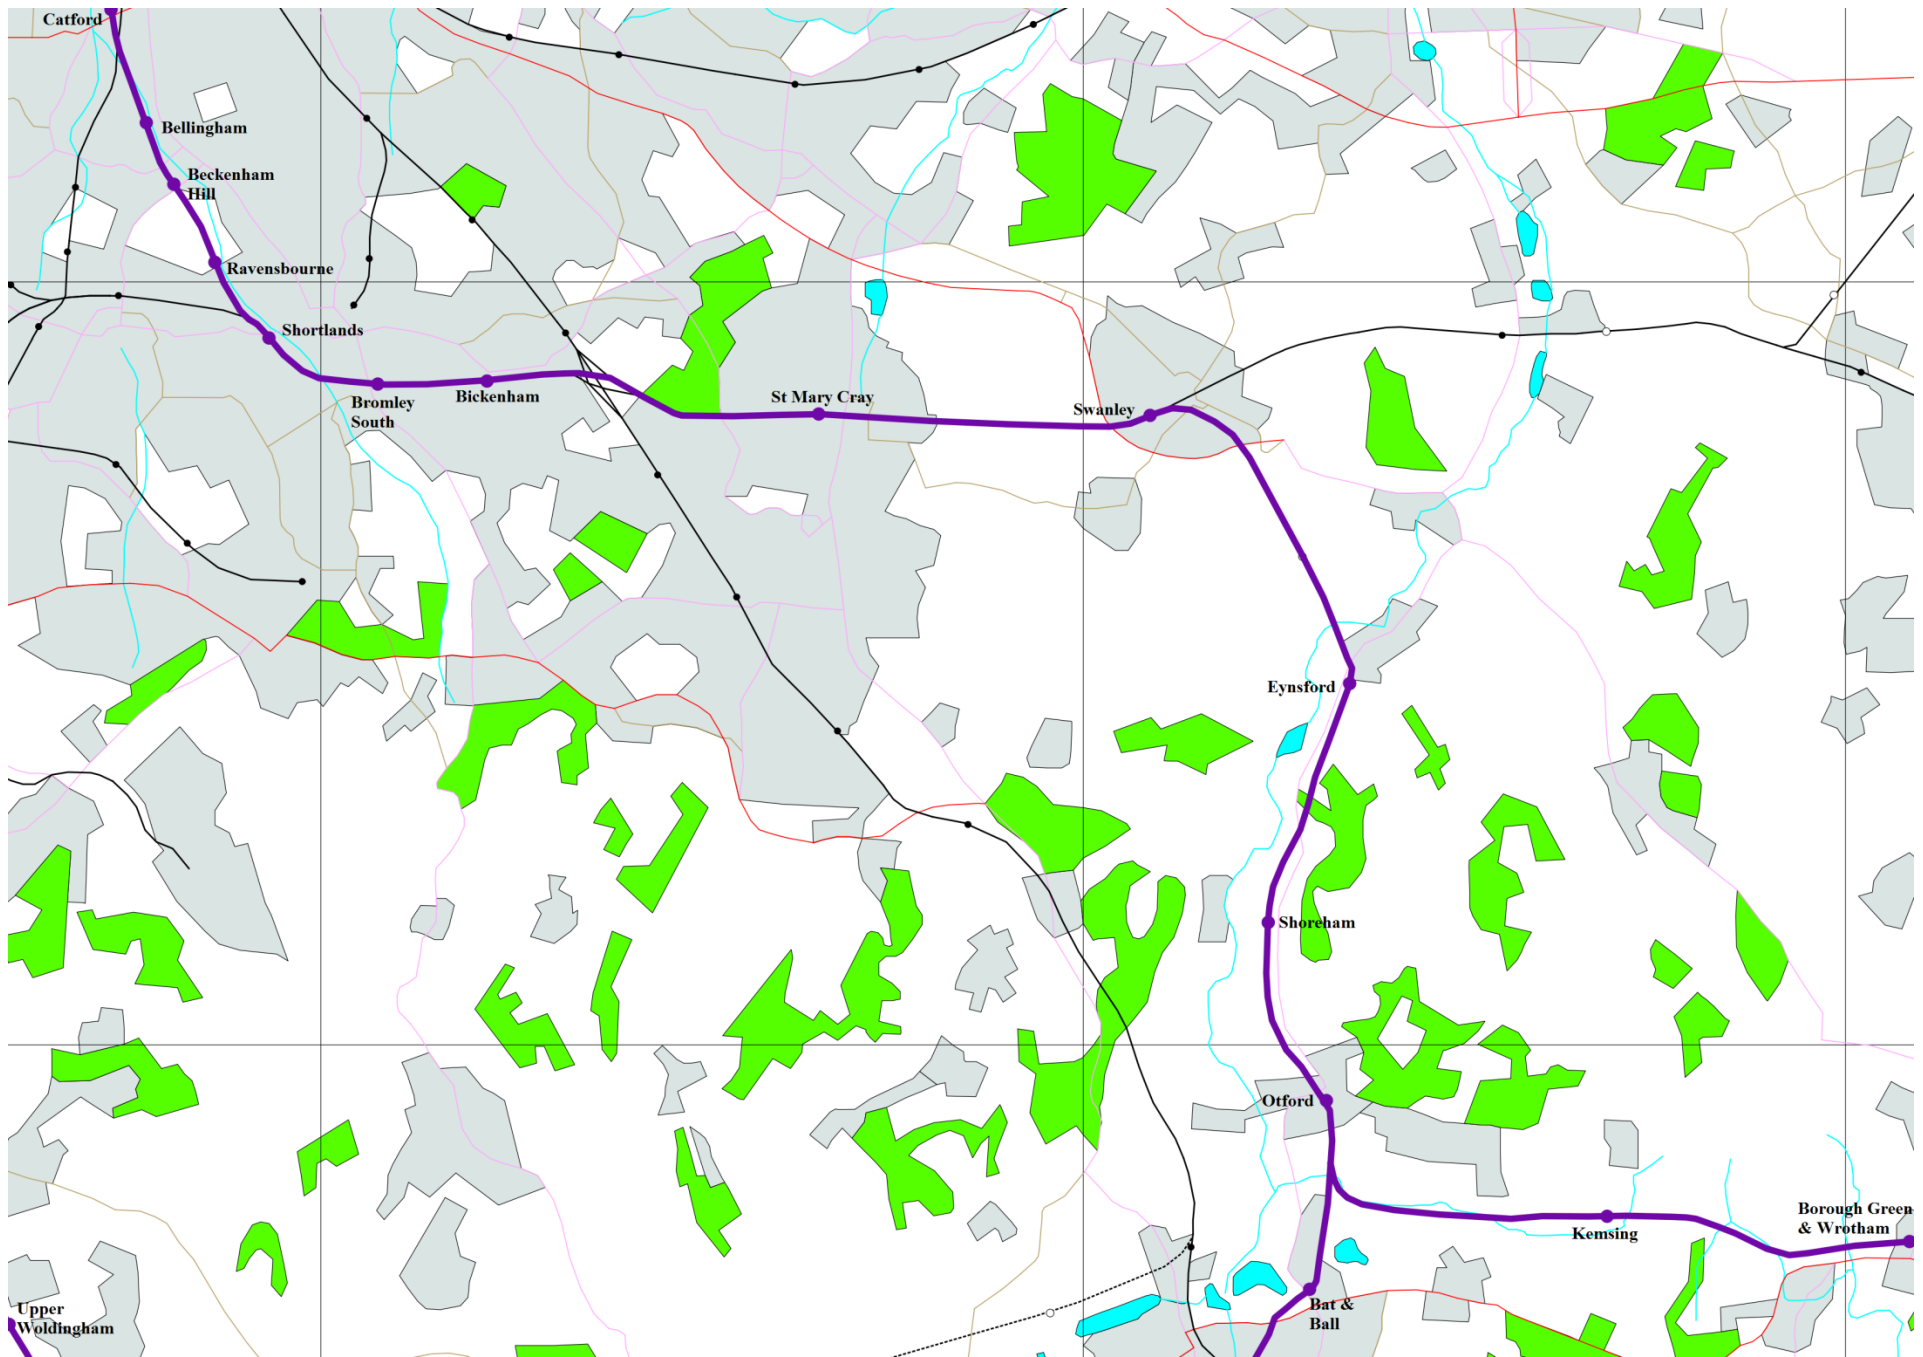 Catford
Bellingham
Beckenham
Hill
Ravensbourne
Shortlands
Bromley
South
Bickenham
St Mary Cray
Swanley
Eynsford
Shoreham
Otford
Kemsing
Borough Green
& Wrotham
Bat &
Ball
Upper
Woldingham